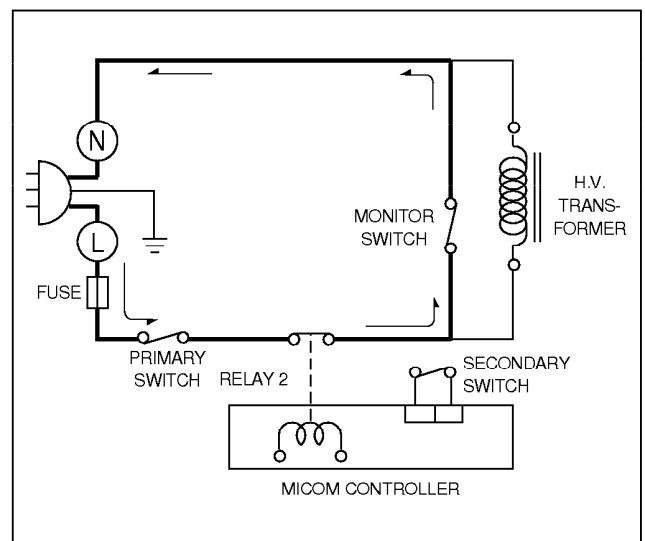 N
L
FUSE
MONITOR
SWITCH
H.V.
TRANS-
FORMER
PRIMARY
SWITCH
RELAY 2
SECONDARY
SWITCH
MICOM CONTROLLER